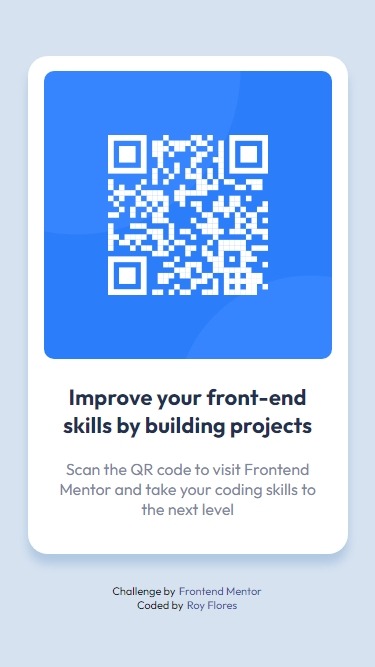 Improve your front-end
skills by building projects
Scan the QR code to visit Frontend
Mentor and take your coding skills to
the next level
Challenge by Frontend Mentor
Coded by Roy Flores